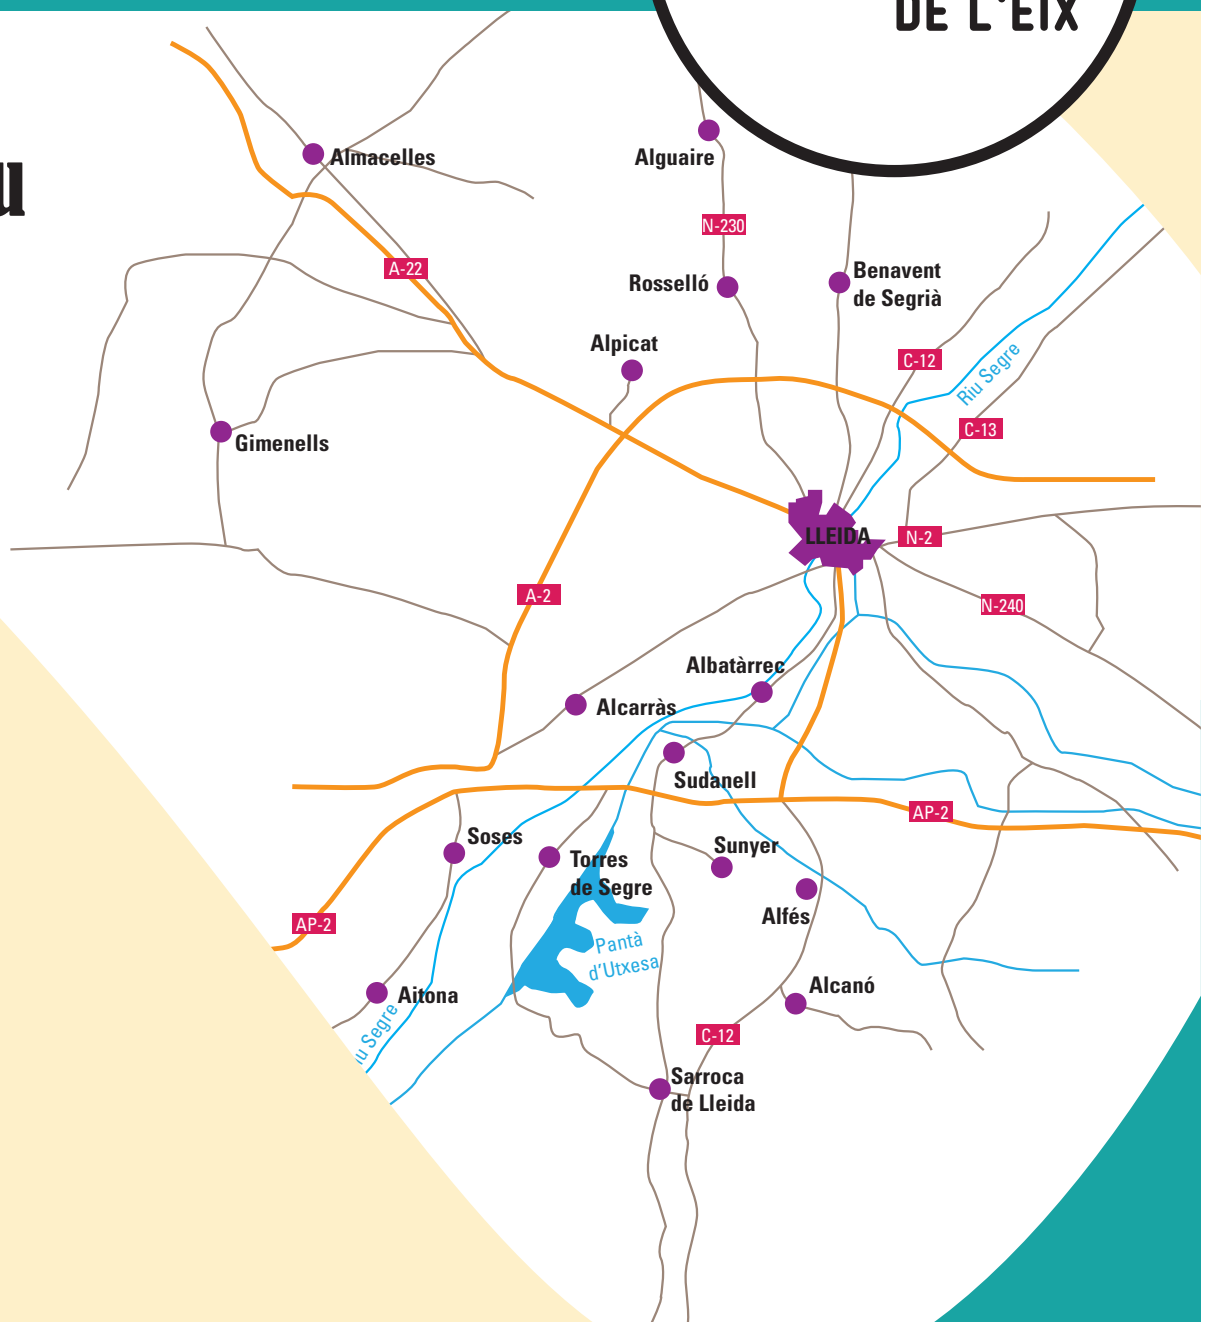 DE L'EIX
u
Almacelles
Alguaire
N-230
A-22
Rosselló
Benavent
de Segrià
Alpicat
C-12
Riu Segre
C-13
Gimenells
LLEIDA
N-2
A-2
N-240
Albatàrrec
Alcarràs
Sudanell
AP-2
Soses
Sunyer
Torres
de Segre
Alfés
AP-2
Pantà
d'Utxesa
Alcanó
Aitona
iu Segre
C-12
Sarroca
de Lleida